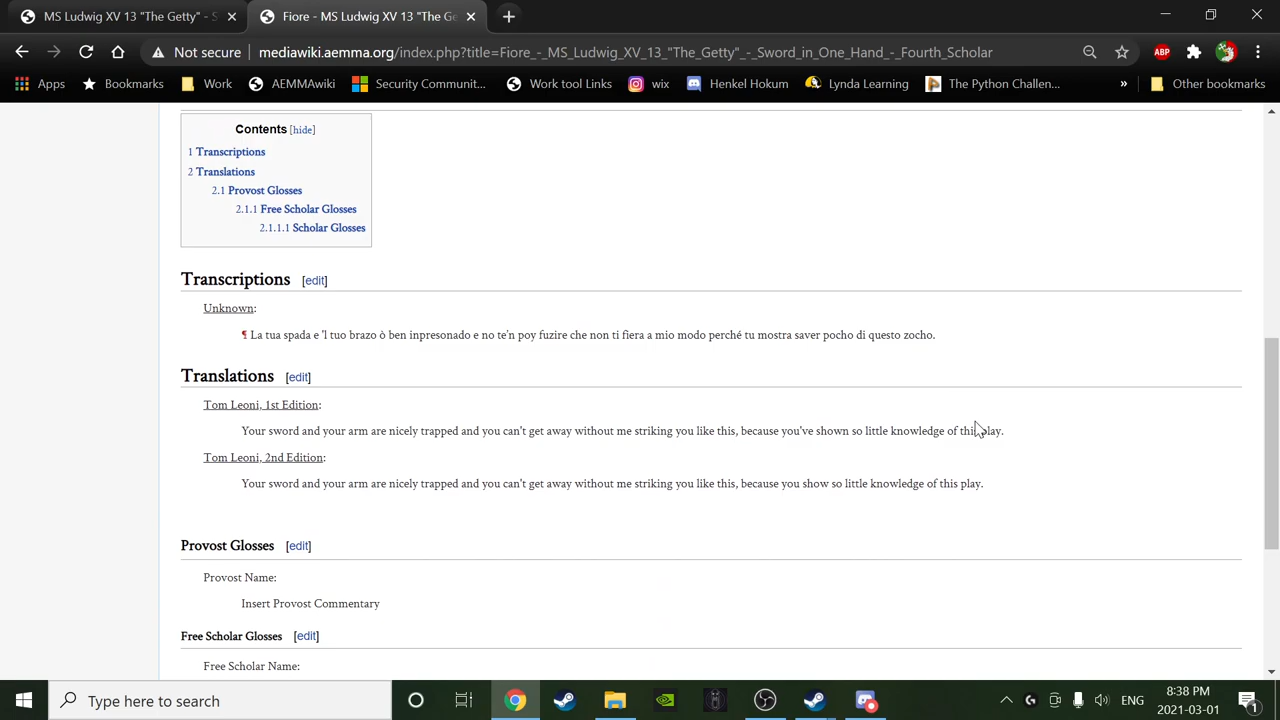 MS Ludwig XV 13 "The Getty" - S
Fiore - MS Ludwig XV 13 "The Ge
Not secure
mediawiki.aemma.org/index.php?title=Fiore_-_MS_Ludwig_XV_13_"The_Getty"_-_Sword_in_One_Hand_-_Fourth_Scholar
ABP
Apps
Bookmarks
Work
AEMMAwiki
Security Communit...
Work tool Links
wix
Henkel Hokum
Lynda Learning
The Python Challen...
»
Other bookmarks
Contents [hide]
1 Transcriptions
2 Translations
2.1 Provost Glosses
2.1.1 Free Scholar Glosses
2.1.1.1 Scholar Glosses
Transcriptions [edit]
Unknown:
¶ La tua spada e 'l tuo brazo ò ben inpresonado e no te'n poy fuzire che non ti fiera a mio modo perché tu mostra saver pocho di questo zocho.
Translations [edit]
Tom Leoni, 1st Edition:
Your sword and your arm are nicely trapped and you can't get away without me striking you like this, because you've shown so little knowledge of this play.
Tom Leoni, 2nd Edition:
Your sword and your arm are nicely trapped and you can't get away without me striking you like this, because you show so little knowledge of this play.
Provost Glosses [edit]
Provost Name:
Insert Provost Commentary
Free Scholar Glosses [edit]
Free Scholar Name:
Type here to search
ENG
8:38 PM
2021-03-01
1